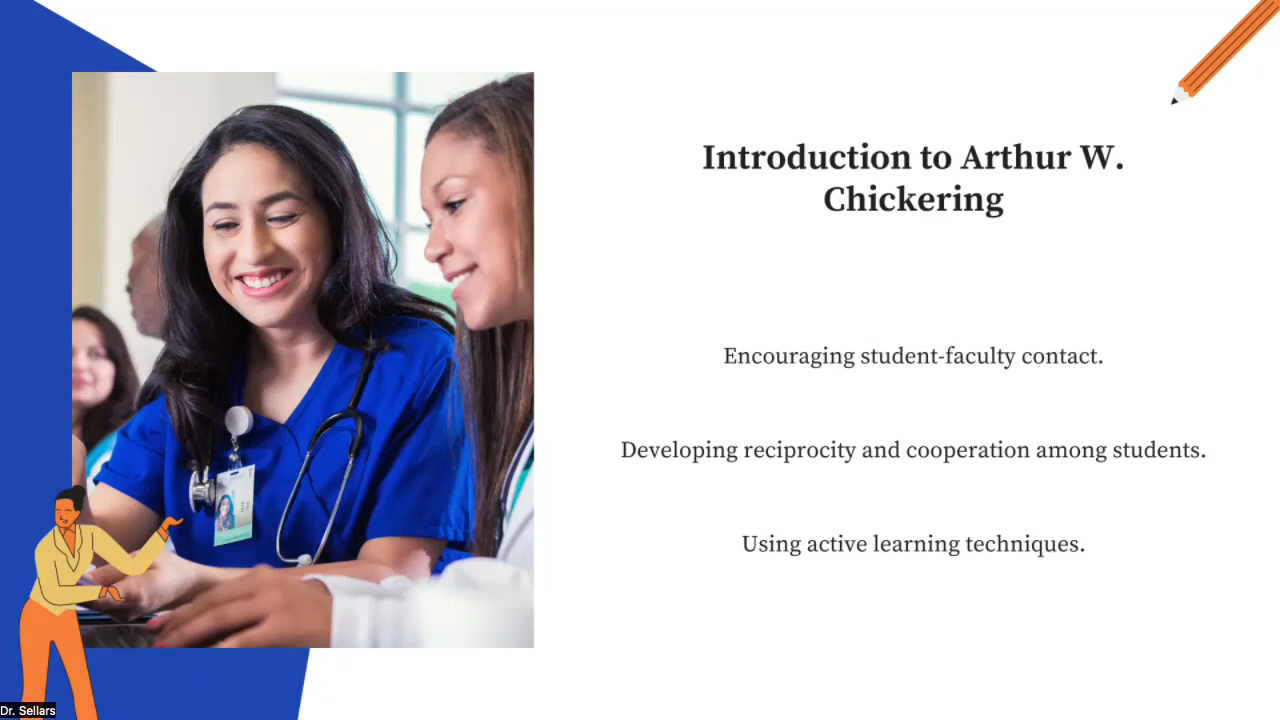 Introduction to Arthur W.
Chickering
Encouraging student-faculty contact.
Developing reciprocity and cooperation among students.
Using active learning techniques.
Dr. Sellars